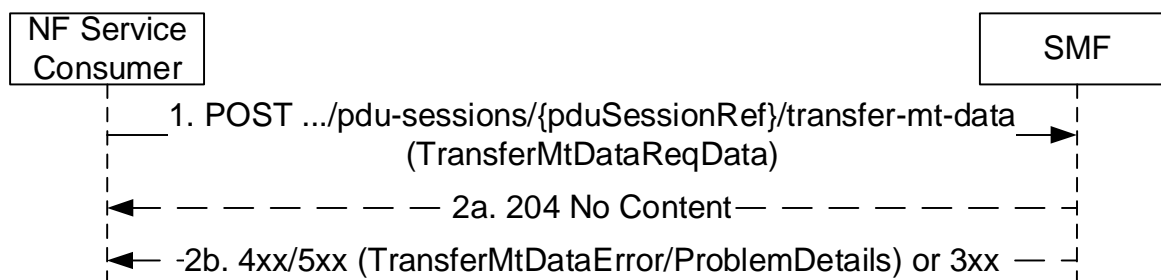 NF Service
Consumer
SMF
1. POST .../pdu-sessions/{pduSessionRef}/transfer-mt-data
(TransferMtDataReqData)
2a. 204 No Content
2b. 4xx/5xx (TransferMtDataError/ProblemDetails) or 3xx